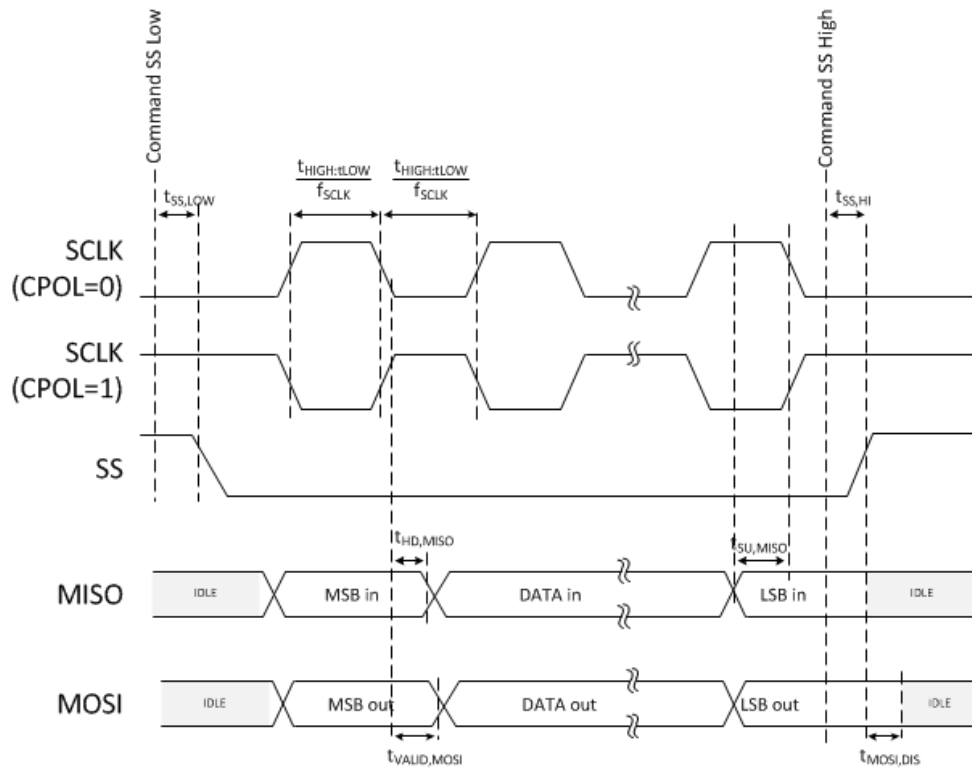 Command SS Low
Command SS High
tHIGH:tLOW
fSCLK
tHIGH:tLOW
fSCLK
tSS,LOW
tSS,HI
SCLK
(CPOL=0)
SCLK
(CPOL=1)
SS
tHD,MISO
tSU,MISO
MISO
IDLE
MSB in
DATA in
LSB in
IDLE
MOSI
IDLE
MSB out
DATA out
LSB out
IDLE
tVALID,MOSI
tMOSI,DIS